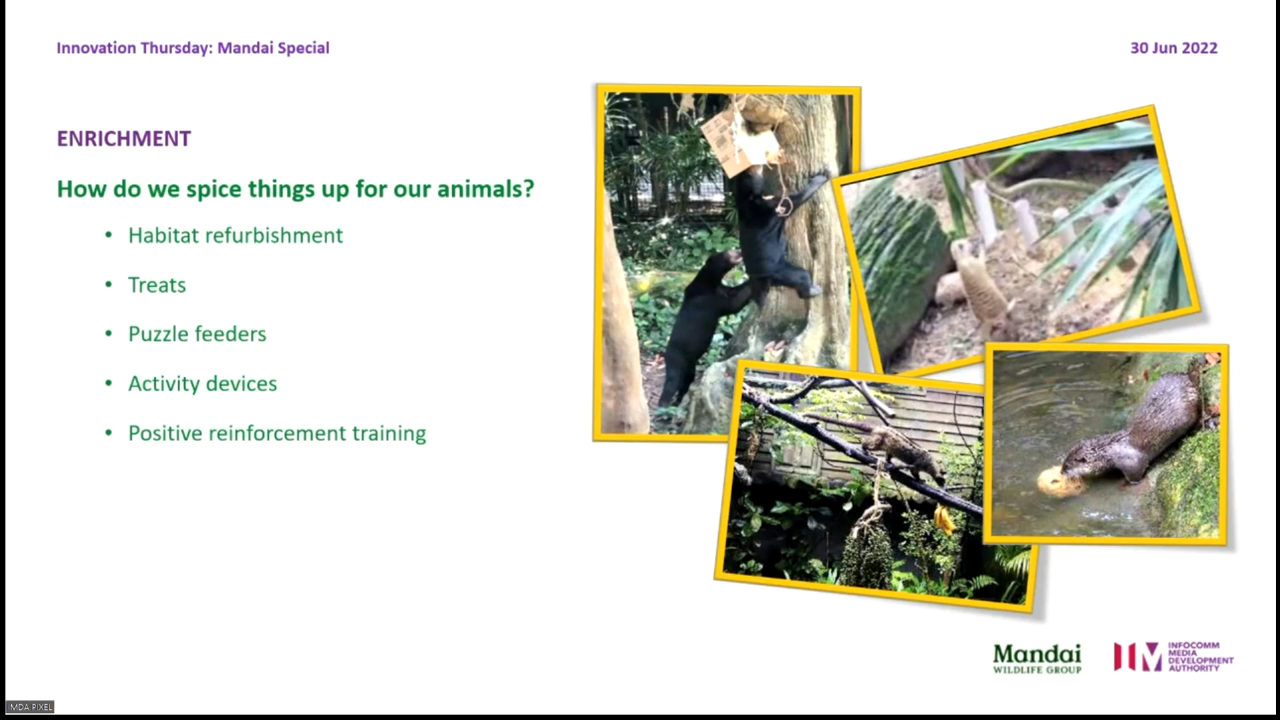 Innovation Thursday: Mandai Special
30 Jun 2022
ENRICHMENT
How do we spice things up for our animals?
• Habitat refurbishment
• Treats
• Puzzle feeders
• Activity devices
• Positive reinforcement training
Mandai
WILDLIFE GROUP
INFOCOMM
MEDIA
DEVELOPMENT
AUTHORITY
IMDA PIXEL